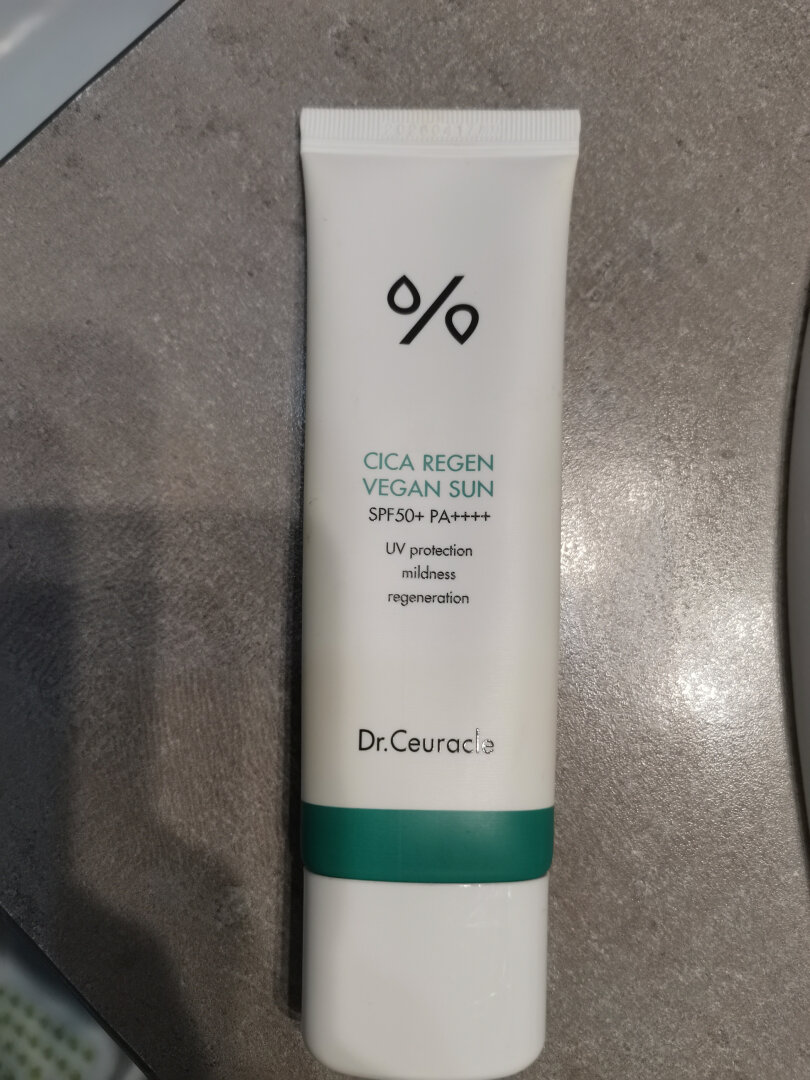 CICA REGEN
VEGAN SUN
SPF50+ PA++++
UV protection
mildness
regeneration
Dr.Ceuracle